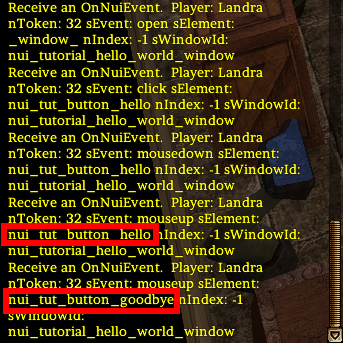 Receive an OnNuiEvent.  Player: Landra
nToken: 32 sEvent: open sElement:
_window_ nIndex: -1 sWindowId:
nui_tutorial_hello_world_window
Receive an OnNuiEvent.  Player: Landra
nToken: 32 sEvent: click sElement:
nui_tut_button_hello nIndex: -1 sWindowId:
nui_tutorial_hello_world_window
Receive an OnNuiEvent.  Player: Landra
nToken: 32 sEvent: mousedown sElement:
nui_tut_button_hello nIndex: -1 sWindowId:
nui_tutorial_hello_world_window
Receive an OnNuiEvent.  Player: Landra
nToken: 32 sEvent: mouseup sElement:
nui_tut_button_hello nIndex: -1 sWindowId:
nui_tutorial_hello_world_window
Receive an OnNuiEvent.  Player: Landra
nToken: 32 sEvent: mouseup sElement:
nui_tut_button_goodbye nIndex: -1
sWindowId:
nui_tutorial_hello_world_window